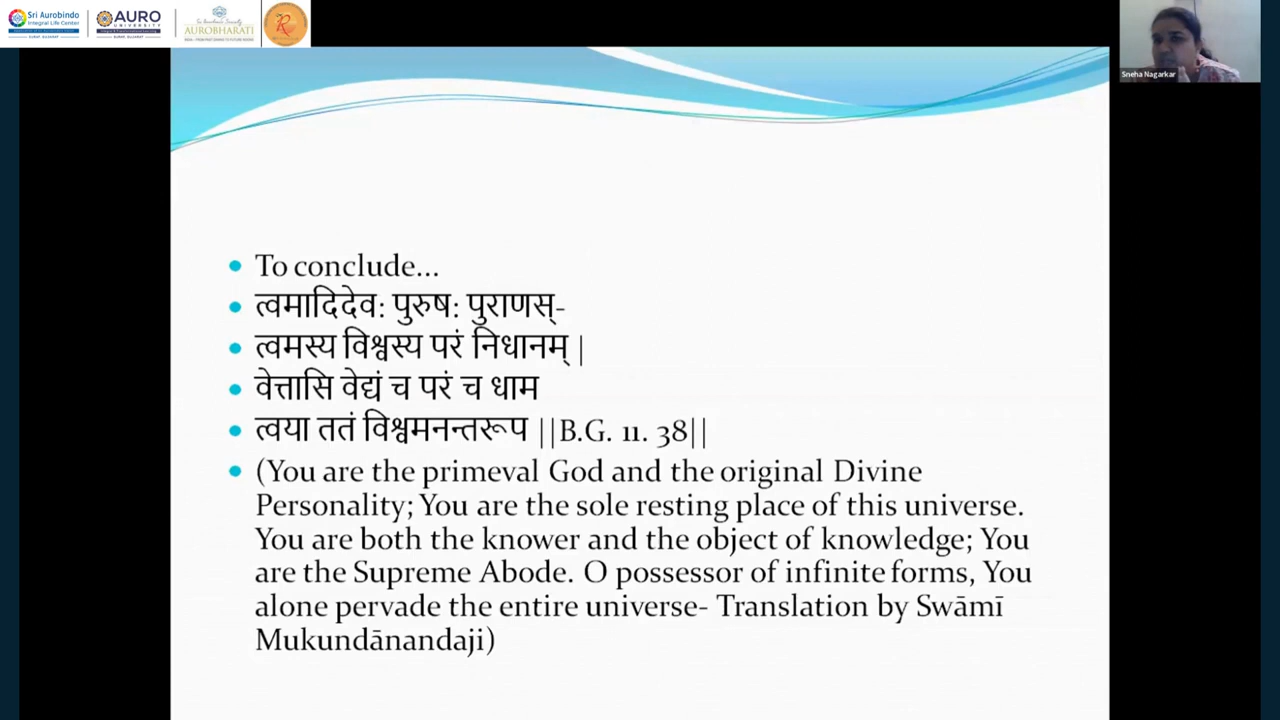 Sri Aurobindo
Integral Life Center
AURO
UNIVERSITY
AUROBHARATI
Sneha Nagarkar
• To conclude...
• त्वमादिदेव: पुरुष: पुराणस्-
• त्वमस्य विश्वस्य परं निधानम् |
• वेत्तासि वेद्यं च परं च धाम
• त्वया ततं विश्वमनन्तरूप ||B.G. 11. 38||
• (You are the primeval God and the original Divine
Personality; You are the sole resting place of this universe.
You are both the knower and the object of knowledge; You
are the Supreme Abode. O possessor of infinite forms, You
alone pervade the entire universe- Translation by Swāmī
Mukundānandaji)